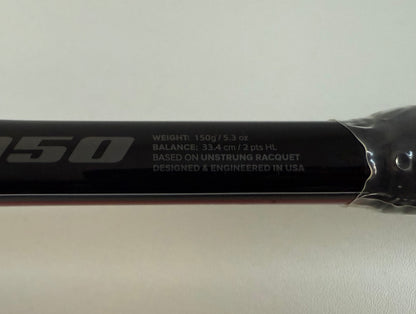 150
WEIGHT: 150g / 5.3 oz
BALANCE: 33.4 cm / 2 pts HL
BASED ON UNSTRUNG RACQUET
DESIGNED & ENGINEERED IN USA